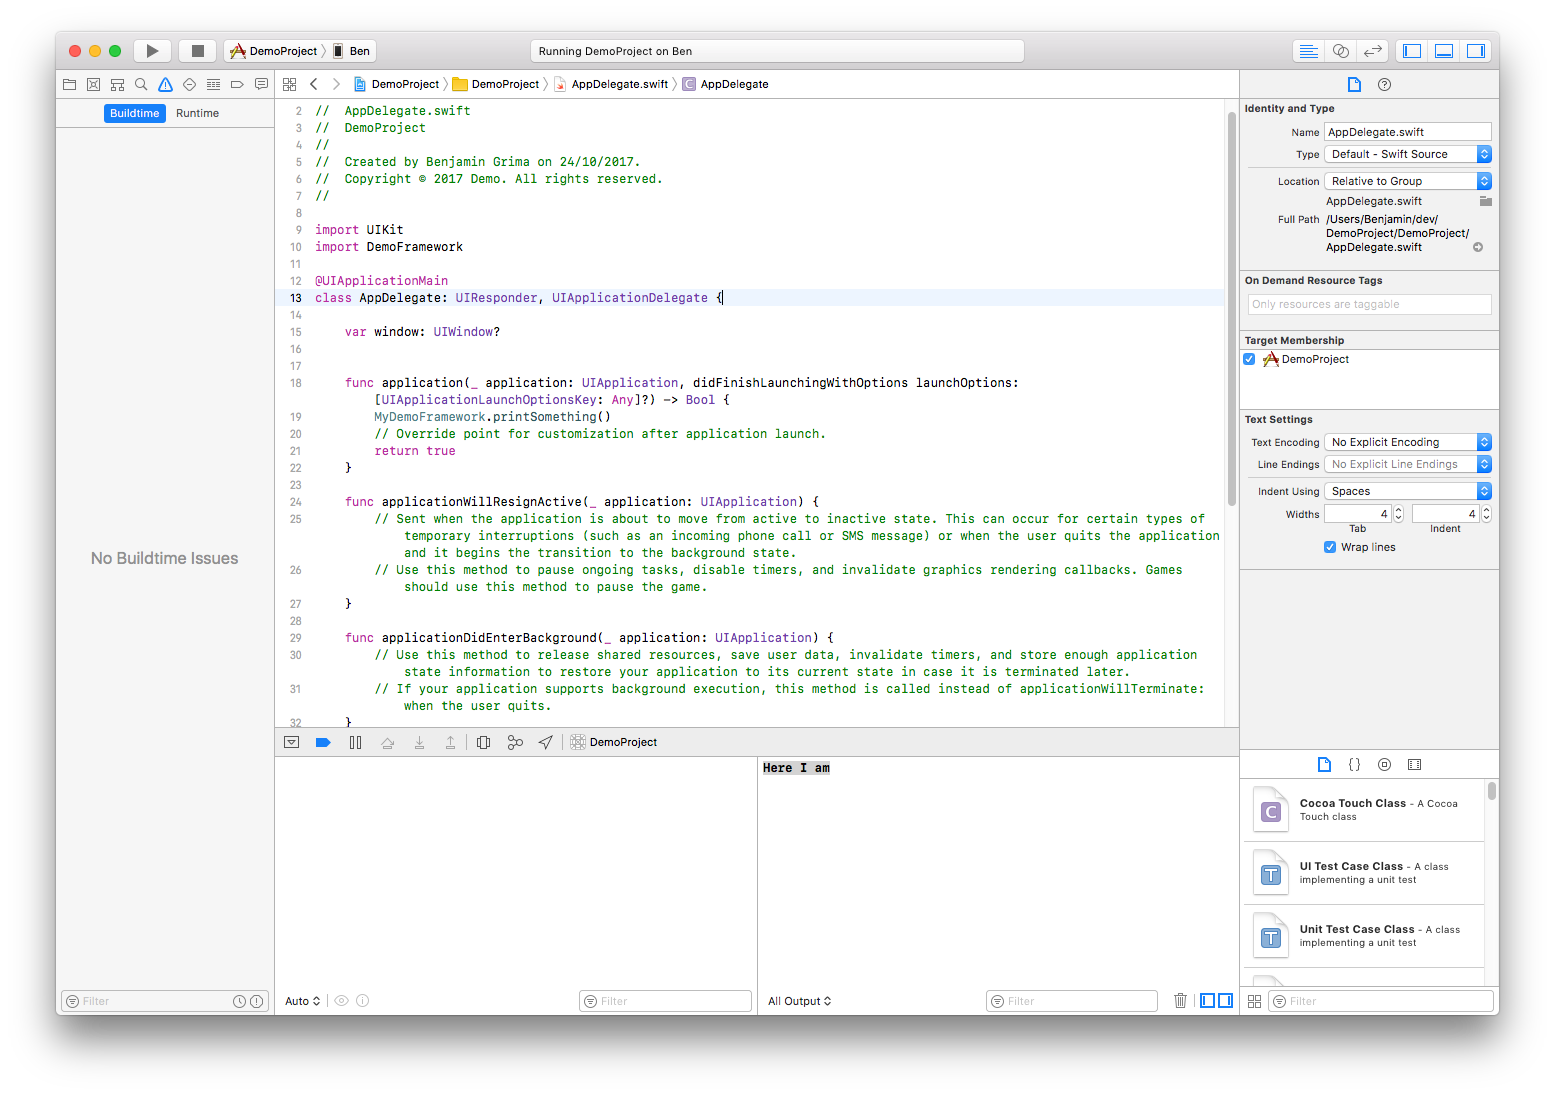 DemoProject
Ben
Running DemoProject on Ben
DemoProject
DemoProject
AppDelegate.swift
C
AppDelegate
Buildtime
Runtime
No Buildtime Issues
Filter
2 //  AppDelegate.swift
3 //  DemoProject
4 //
5 //  Created by Benjamin Grima on 24/10/2017.
6 //  Copyright © 2017 Demo. All rights reserved.
7 //
8
9 import UIKit
10 import DemoFramework
11
12 @UIApplicationMain
13 class AppDelegate: UIResponder, UIApplicationDelegate {
14
15     var window: UIWindow?
16
17
18     func application(_ application: UIApplication, didFinishLaunchingWithOptions launchOptions:
[UIApplicationLaunchOptionsKey: Any]?) -> Bool {
19         MyDemoFramework.printSomething()
20         // Override point for customization after application launch.
21         return true
22     }
23
24     func applicationWillResignActive(_ application: UIApplication) {
25         // Sent when the application is about to move from active to inactive state. This can occur for certain types of
temporary interruptions (such as an incoming phone call or SMS message) or when the user quits the application
and it begins the transition to the background state.
26         // Use this method to pause ongoing tasks, disable timers, and invalidate graphics rendering callbacks. Games
should use this method to pause the game.
27     }
28
29     func applicationDidEnterBackground(_ application: UIApplication) {
30         // Use this method to release shared resources, save user data, invalidate timers, and store enough application
state information to restore your application to its current state in case it is terminated later.
31         // If your application supports background execution, this method is called instead of applicationWillTerminate:
when the user quits.
32     }
DemoProject
Here I am
Auto
Filter
All Output
Filter
Identity and Type
Name AppDelegate.swift
Type Default - Swift Source
Location Relative to Group
AppDelegate.swift
Full Path /Users/Benjamin/dev/
DemoProject/DemoProject/
AppDelegate.swift
On Demand Resource Tags
Only resources are taggable
Target Membership
DemoProject
Text Settings
Text Encoding No Explicit Encoding
Line Endings No Explicit Line Endings
Indent Using Spaces
Widths 4 4
Tab Indent
Wrap lines
{}
C
Cocoa Touch Class - A Cocoa
Touch class
T
UI Test Case Class - A class
implementing a unit test
T
Unit Test Case Class - A class
implementing a unit test
Filter